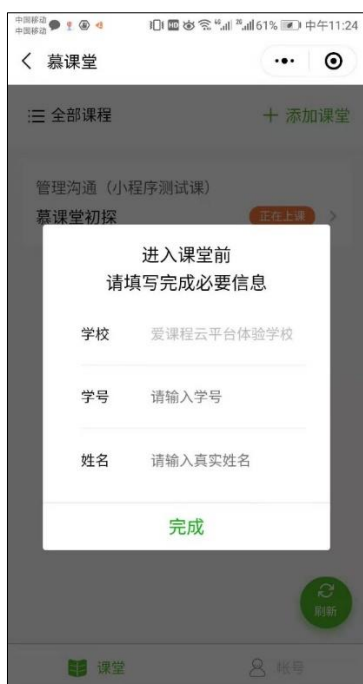 中国移动
中国移动
HD 4G 2G 61% 中午11:24
慕课堂
全部课程 + 添加课堂
管理沟通（小程序测试课）
慕课堂初探 正在上课
进入课堂前
请填写完成必要信息
学校 爱课程云平台体验学校
学号 请输入学号
姓名 请输入真实姓名
完成
刷新
课堂 帐号